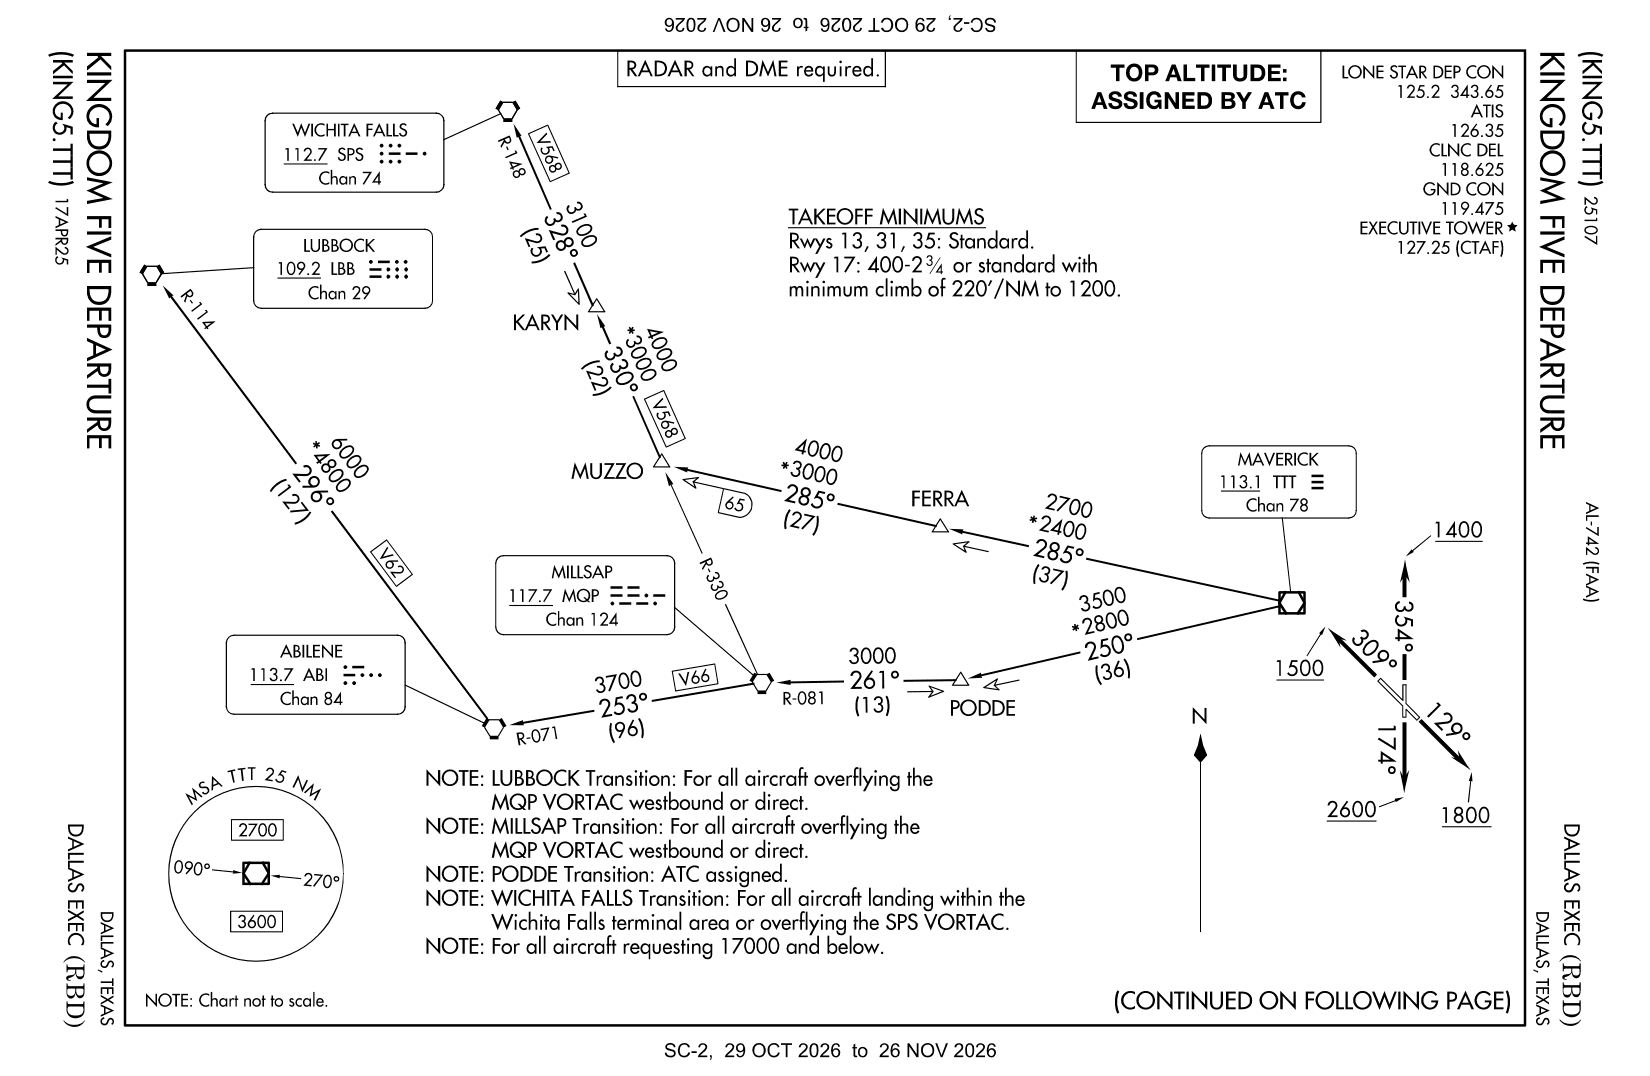 SC-2, 29 OCT 2026 to 26 NOV 2026
KINGDOM FIVE DEPARTURE
(KING5.TTT) 17APR25
DALLAS EXEC (RBD)
DALLAS, TEXAS
RADAR and DME required.
TOP ALTITUDE:
ASSIGNED BY ATC
LONE STAR DEP CON
125.2 343.65
ATIS
126.35
CLNC DEL
118.625
GND CON
119.475
EXECUTIVE TOWER★
127.25 (CTAF)
(KING5.TTT) 25107
KINGDOM FIVE DEPARTURE
AL-742 (FAA)
DALLAS EXEC (RBD)
DALLAS, TEXAS
WICHITA FALLS
112.7 SPS
Chan 74
R-148
V568
3100
328°
(25)
LUBBOCK
109.2 LBB
Chan 29
R-114
KARYN
TAKEOFF MINIMUMS
Rwys 13, 31, 35: Standard.
Rwy 17: 400-2¾ or standard with
minimum climb of 220'/NM to 1200.
4000
*3000
330°
(22)
V568
MUZZO
65
4000
*3000
285°
(27)
FERRA
2700
*2400
285°
(37)
MAVERICK
113.1 TTT
Chan 78
6000
*4800
296°
(127)
V62
MILLSAP
117.7 MQP
Chan 124
R-330
3500
*2800
250°
(36)
PODDE
3000
261°
(13)
R-081
V66
3700
253°
(96)
R-071
ABILENE
113.7 ABI
Chan 84
1400
354°
1500
309°
129°
174°
2600
1800
N
MSA TTT 25 NM
2700
090°
270°
3600
NOTE: LUBBOCK Transition: For all aircraft overflying the
MQP VORTAC westbound or direct.
NOTE: MILLSAP Transition: For all aircraft overflying the
MQP VORTAC westbound or direct.
NOTE: PODDE Transition: ATC assigned.
NOTE: WICHITA FALLS Transition: For all aircraft landing within the
Wichita Falls terminal area or overflying the SPS VORTAC.
NOTE: For all aircraft requesting 17000 and below.
NOTE: Chart not to scale.
(CONTINUED ON FOLLOWING PAGE)
SC-2, 29 OCT 2026 to 26 NOV 2026